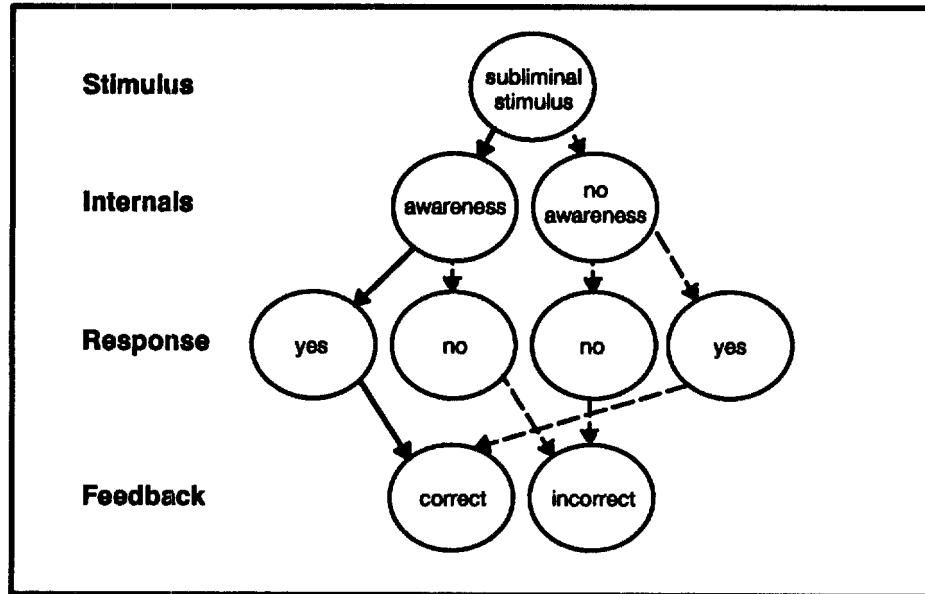 Stimulus
subliminal
stimulus
Internals
awareness
no
awareness
Response
yes
no
no
yes
Feedback
correct
incorrect